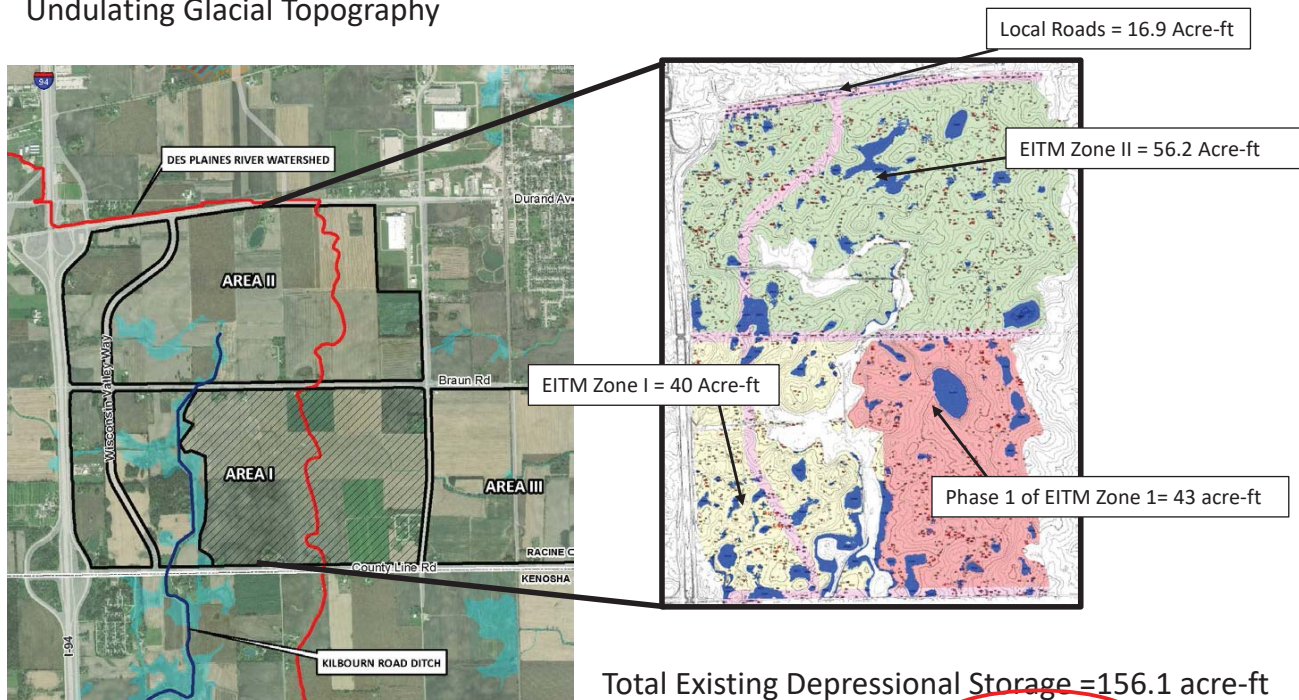 Undulating Glacial Topography
Local Roads = 16.9 Acre-ft
94
DES PLAINES RIVER WATERSHED
EITM Zone II = 56.2 Acre-ft
Durand Av
AREA II
Wisconsin Valley Way
Braun Rd
EITM Zone I = 40 Acre-ft
AREA I
AREA III
Phase 1 of EITM Zone 1= 43 acre-ft
RACINE C
County Line Rd
KENOSHA
I-94
KILBOURN ROAD DITCH
Total Existing Depressional Storage =156.1 acre-ft